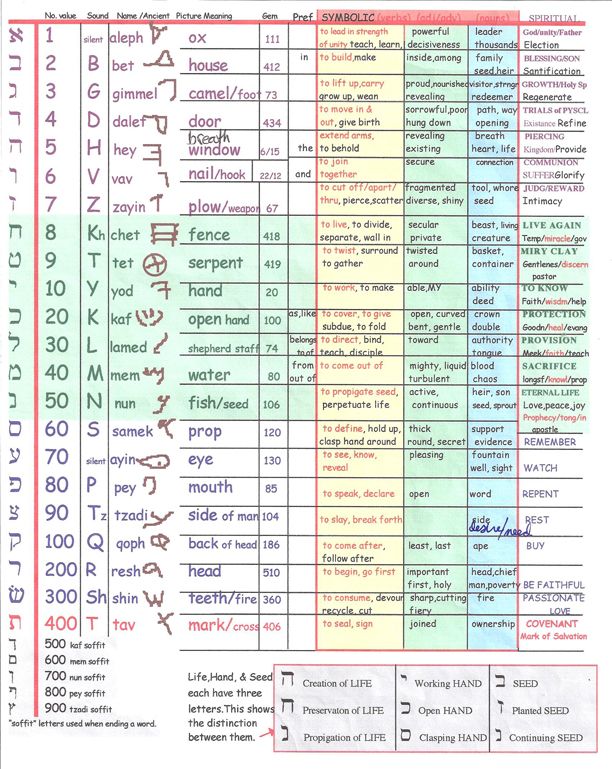 No. value Sound Name /Ancient Picture Meaning Gem Pref SYMBOLIC (verbs) (adj/adv) (nouns) SPIRITUAL
א 1 silent aleph ox 111 to lead in strength powerful leader God/unity/Father
of unity teach, learn, decisiveness thousands Election
ב 2 B bet house 412 in to build,make inside,among family BLESSING/SON
seed,heir Santification
ג 3 G gimmel camel/foot 73 to lift up,carry proud,nourished visitor,strngr GROWTH/Holy Sp
grow up, wean revealing redeemer Regenerate
ד 4 D dalef door 434 to move in & sorrowful,poor path, way TRIALS of PYSCL
out, give birth hung down opening Existance Refine
breath
ה 5 H hey window 6/15 the extend arms, revealing breath PIERCING
to behold existing heart, life Kingdom/Provide
ו 6 V vav nail/hook 22/12 and to join secure connection COMMUNION
together SUFFER Glorify
ז 7 Z zayin plow/weapon 67 to cut off/apart/ fragmented tool, whore JUDG/REWARD
thru, pierce,scatter diverse, shiny seed Intimacy
ח 8 Kh chet fence 418 to live, to divide, secular beast, living LIVE AGAIN
separate, wall in private creature Temp/miracle/gov
ט 9 T tet serpent 419 to twist, surround twisted basket, MIRY CLAY
to gather around container Gentlenes/discern
pastor
י 10 Y yod hand 20 to work, to make able,MY ability TO KNOW
deed Faith/wisdm/help
כ 20 K kaf open hand 100 as,like to cover, to give open, curved crown PROTECTION
subdue, to fold bent, gentle double Goodn/heal/evang
ל 30 L lamed shepherd staff 74 belongs to direct, bind, toward authority PROVISION
to,of teach, disciple tongue Meek/faith/teach
מ 40 M mem water 80 from to come out of mighty, liquid blood SACRIFICE
out of turbulent chaos longsf/knowl/prop
נ 50 N nun fish/seed 106 to propigate seed, active, heir, son ETERNAL LIFE
perpetuate life continuous seed, sprout Love,peace,joy
Prophecy/tong/in
apostle
ס 60 S samek prop 120 to define, hold up, thick support
clasp hand around round, secret evidence REMEMBER
ע 70 silent ayin eye 130 to see, know, pleasing fountain
reveal well, sight WATCH
פ 80 P pey mouth 85 to speak, declare open word REPENT
צ 90 Tz tzadi side of man 104 to slay, break forth side REST
desire/need
ק 100 Q qoph back of head 186 to come after, least, last ape BUY
follow after
ר 200 R resh head 510 to begin, go first important head,chief
first, holy man,poverty BE FAITHFUL
ש 300 Sh shin teeth/fire 360 to consume, devour sharp,cutting fire PASSIONATE
recycle, cut fiery LOVE
ת 400 T tav mark/cross 406 to seal, sign joined ownership COVENANT
Mark of Salvation
ך 500 kaf soffit
ם 600 mem soffit
ן 700 nun soffit
ף 800 pey soffit
ץ 900 tzadi soffit
"soffit" letters used when ending a word.
Life,Hand, & Seed
each have three
letters.This shows
the distinction
between them.
ה Creation of LIFE י Working HAND ב SEED
ח Preservaton of LIFE כ Open HAND ז Planted SEED
נ Propigation of LIFE ס Clasping HAND נ Continuing SEED